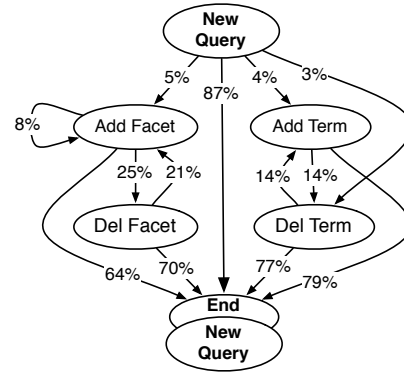 New
Query
5%
4%
3%
87%
8%
Add Facet
Add Term
25%
21%
14%
14%
Del Facet
Del Term
64%
70%
77%
79%
End
New
Query